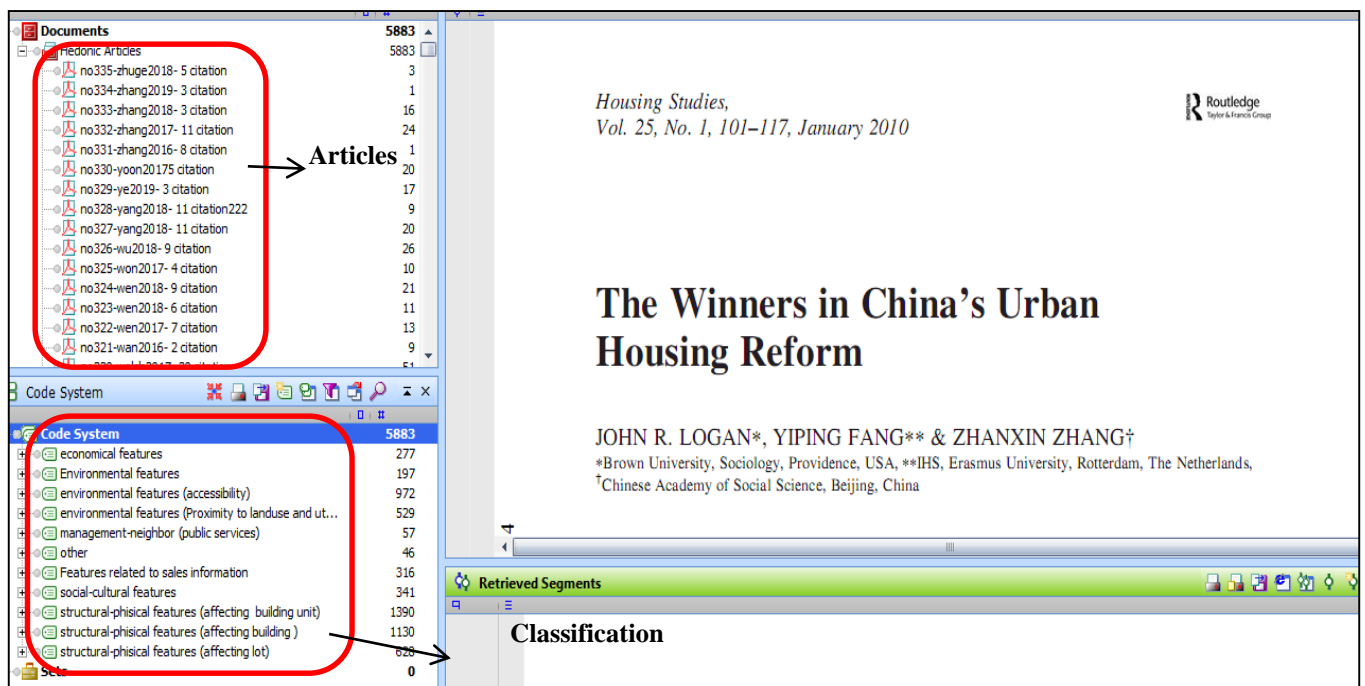 Documents 5883
Hedonic Articles 5883
no335-zhuge2018- 5 citation 3
no334-zhang2019- 3 citation 1
no333-zhang2018- 3 citation 16
no332-zhang2017- 11 citation 24
no331-zhang2016- 8 citation 1
no330-yoon20175 citation 20
no329-ye2019- 3 citation 17
no328-yang2018- 11 citation222 9
no327-yang2018- 11 citation 20
no326-wu2018- 9 citation 26
no325-won2017- 4 citation 10
no324-wen2018- 9 citation 21
no323-wen2018- 6 citation 11
no322-wen2017- 7 citation 13
no321-wan2016- 2 citation 9
Articles
Code System
Code System 5883
economical features 277
Environmental features 197
environmental features (accessibility) 972
environmental features (Proximity to landuse and ut... 529
management-neighbor (public services) 57
other 46
Features related to sales information 316
social-cultural features 341
structural-phisical features (affecting building unit) 1390
structural-phisical features (affecting building ) 1130
structural-phisical features (affecting lot) 628
Sets 0
Housing Studies,
Vol. 25, No. 1, 101–117, January 2010
Routledge
Taylor & Francis Group
The Winners in China's Urban
Housing Reform
JOHN R. LOGAN*, YIPING FANG** & ZHANXIN ZHANG†
*Brown University, Sociology, Providence, USA, **IHS, Erasmus University, Rotterdam, The Netherlands,
†Chinese Academy of Social Science, Beijing, China
4
Retrieved Segments
Classification